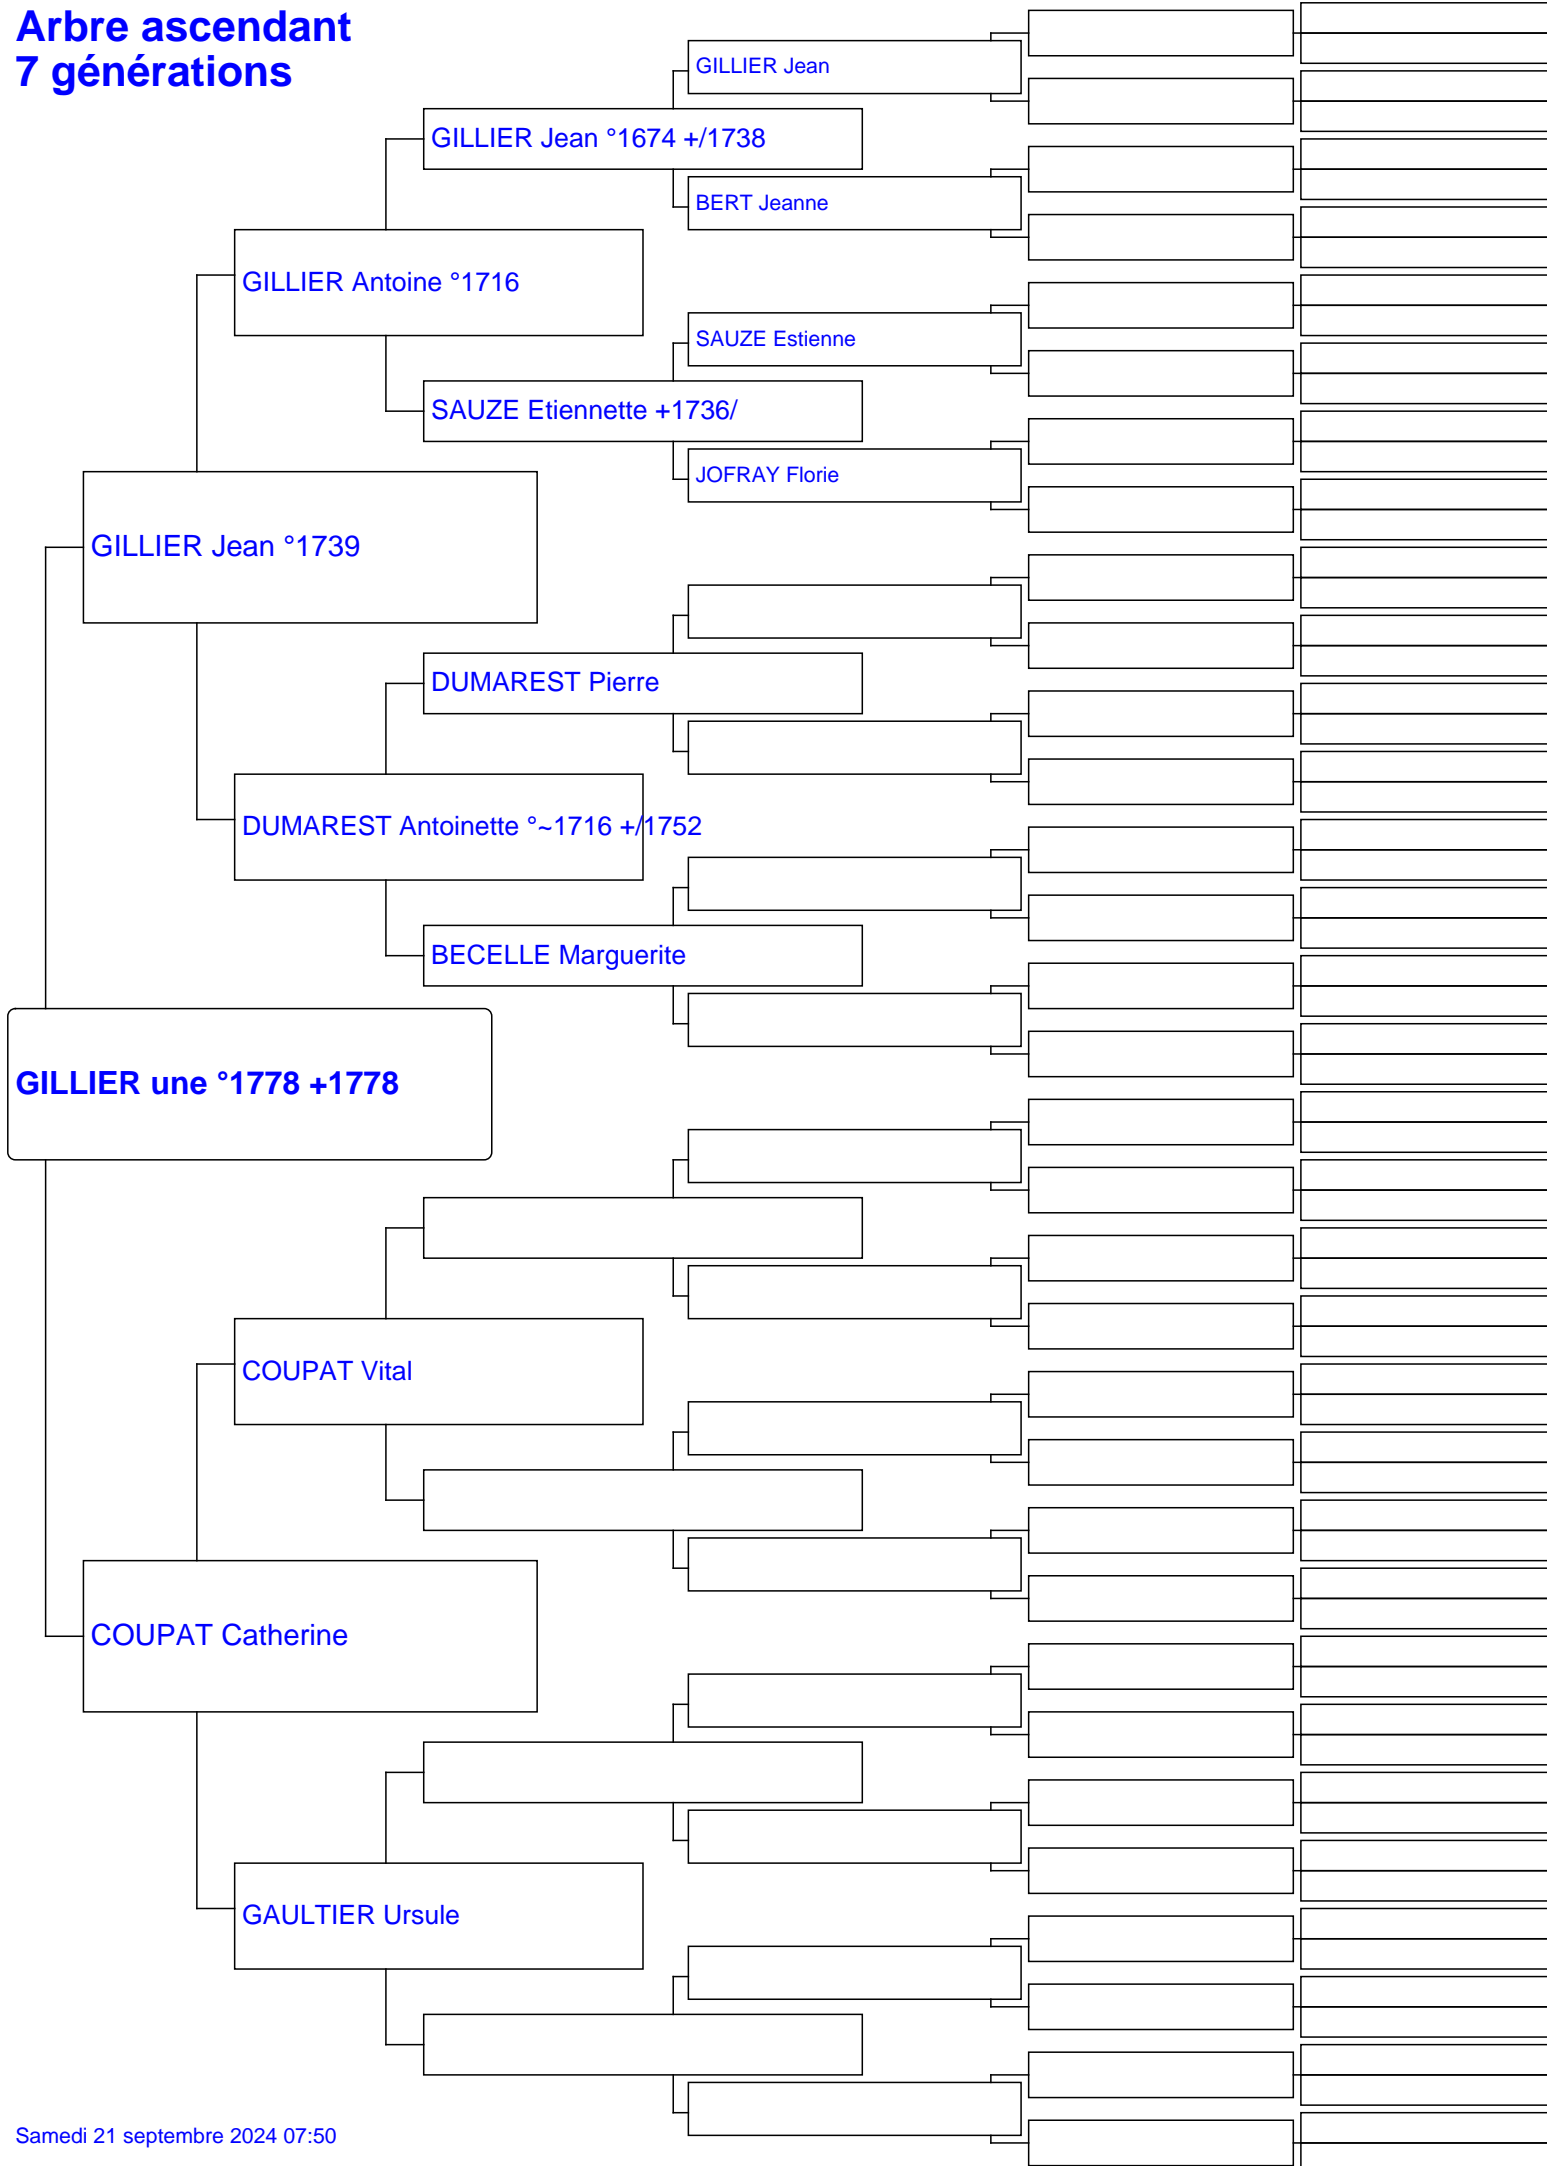 Arbre ascendant
7 générations
GILLIER Jean
GILLIER Jean °1674 +/1738
BERT Jeanne
GILLIER Antoine °1716
SAUZE Estienne
SAUZE Etiennette +1736/
JOFRAY Florie
GILLIER Jean °1739
DUMAREST Pierre
DUMAREST Antoinette °~1716 +/1752
BECELLE Marguerite
GILLIER une °1778 +1778
COUPAT Vital
COUPAT Catherine
GAULTIER Ursule
Samedi 21 septembre 2024 07:50